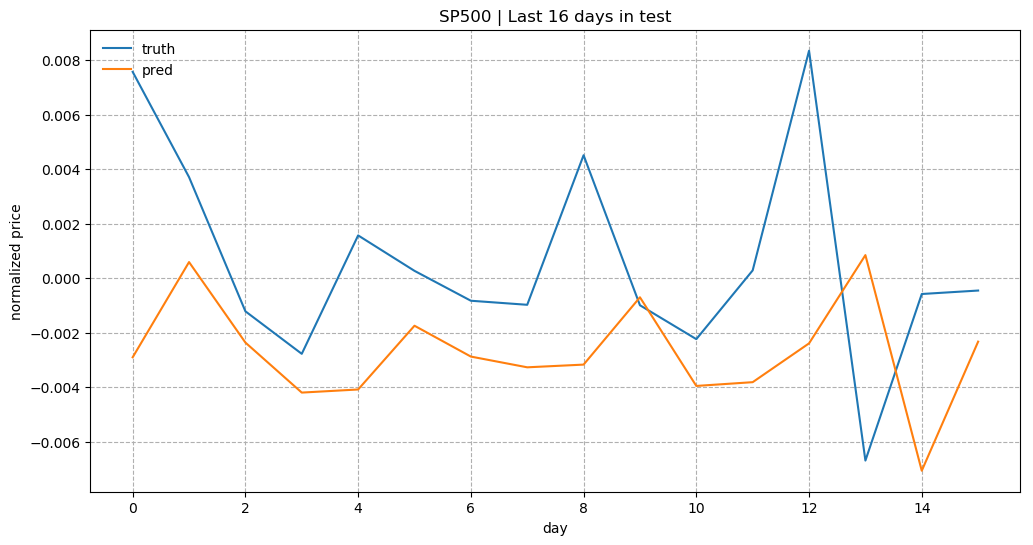 SP500 | Last 16 days in test
truth
pred
0.008
0.006
0.004
0.002
0.000
−0.002
−0.004
−0.006
normalized price
0 2 4 6 8 10 12 14
day